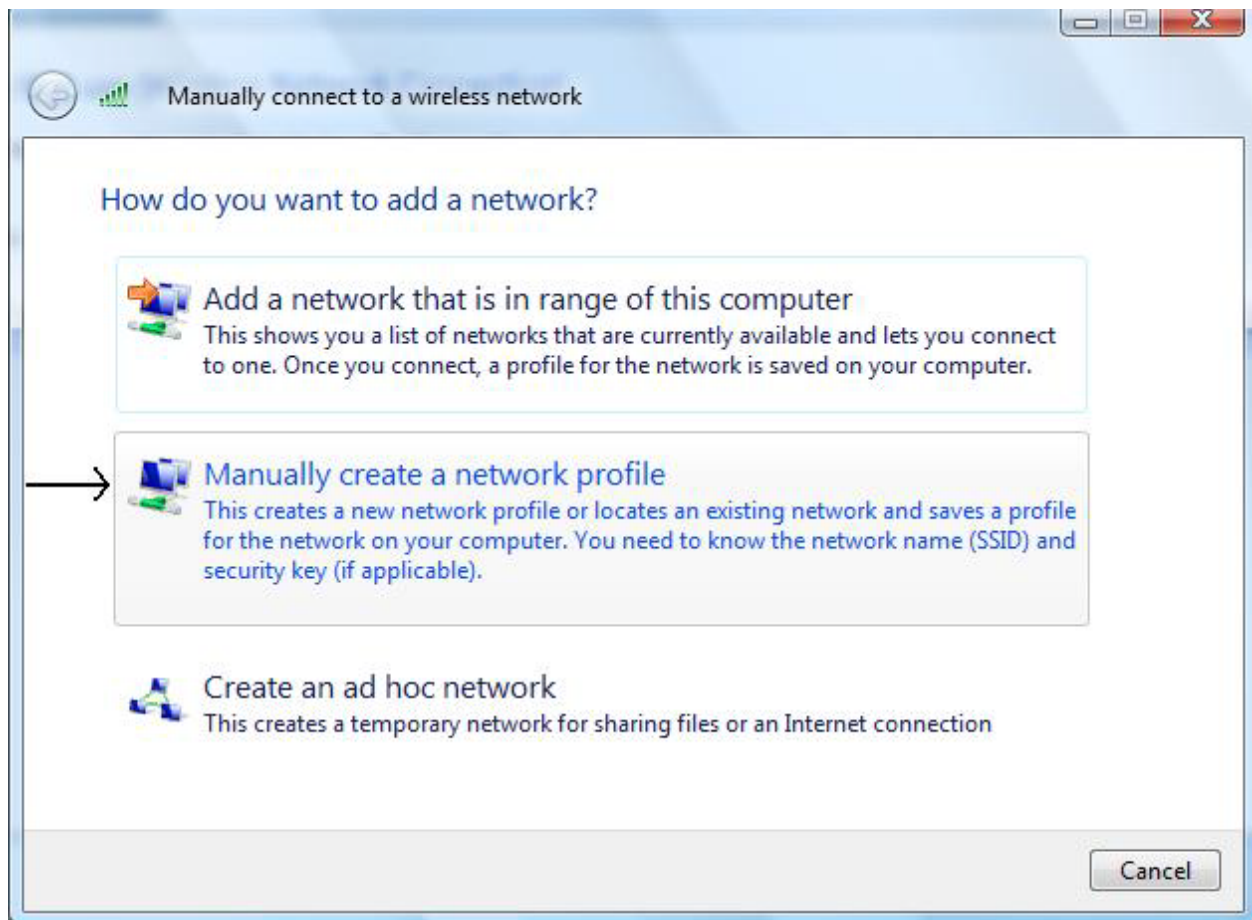 Manually connect to a wireless network
How do you want to add a network?
Add a network that is in range of this computer
This shows you a list of networks that are currently available and lets you connect
to one. Once you connect, a profile for the network is saved on your computer.
Manually create a network profile
This creates a new network profile or locates an existing network and saves a profile
for the network on your computer. You need to know the network name (SSID) and
security key (if applicable).
Create an ad hoc network
This creates a temporary network for sharing files or an Internet connection
Cancel